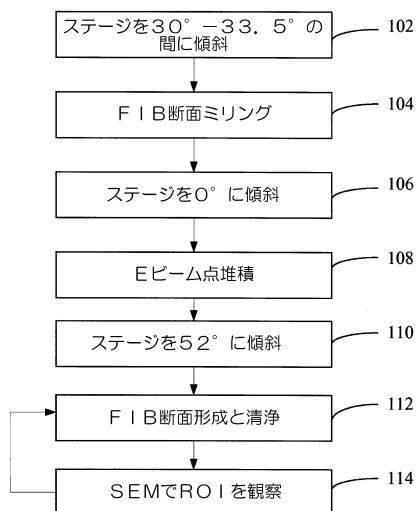 ステージを30°-33.5°の
間に傾斜
102
FIB断面ミリング
104
ステージを0°に傾斜
106
Eビーム点堆積
108
ステージを52°に傾斜
110
FIB断面形成と清浄
112
SEMでROIを観察
114